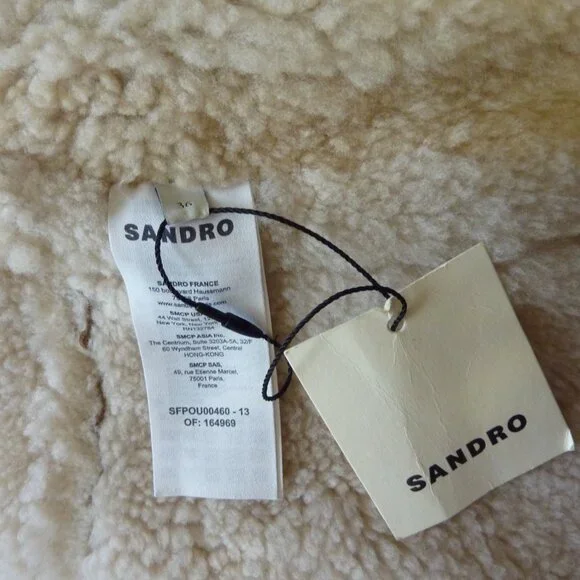 36
SANDRO
SANDRO FRANCE
150 boulevard Haussmann
Paris
SMCP USA
44 Wall Street,
New York,
SMCP ASIA Inc.
The Centrium, Suite 3203A-5A, 32/F
60 Wyndham Street, Central
HONG-KONG
SMCP SAS,
49, rue Etienne Marcel,
75001 Paris,
France
SFPOU00460 - 13
OF: 164969
SANDRO